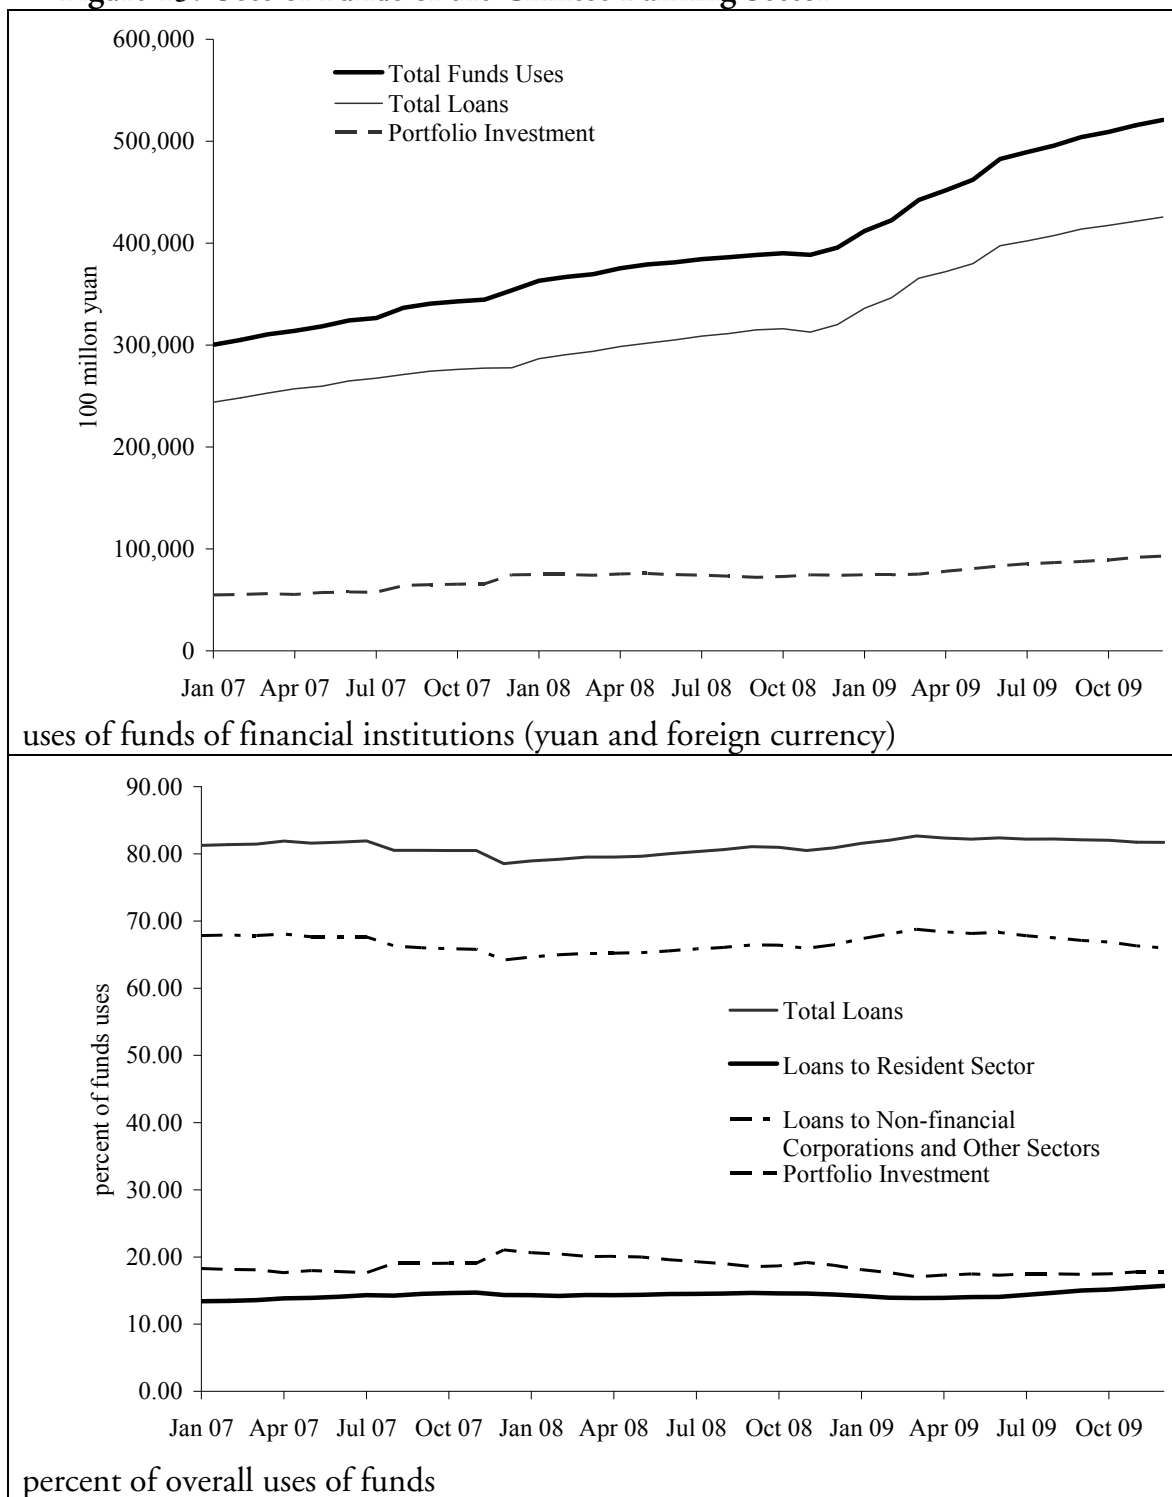 600,000
500,000
400,000
300,000
200,000
100,000
0
100 millon yuan
Total Funds Uses
Total Loans
Portfolio Investment
Jan 07 Apr 07 Jul 07 Oct 07 Jan 08 Apr 08 Jul 08 Oct 08 Jan 09 Apr 09 Jul 09 Oct 09
uses of funds of financial institutions (yuan and foreign currency)
90.00
80.00
70.00
60.00
50.00
40.00
30.00
20.00
10.00
0.00
percent of funds uses
Total Loans
Loans to Resident Sector
Loans to Non-financial
Corporations and Other Sectors
Portfolio Investment
Jan 07 Apr 07 Jul 07 Oct 07 Jan 08 Apr 08 Jul 08 Oct 08 Jan 09 Apr 09 Jul 09 Oct 09
percent of overall uses of funds